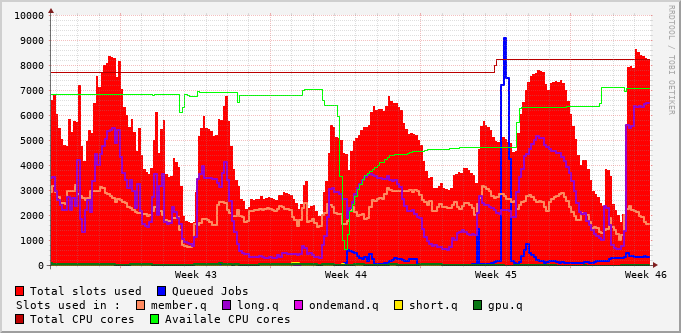 10000
9000
8000
7000
6000
5000
4000
3000
2000
1000
0
Week 43 Week 44 Week 45 Week 46
Total slots used Queued Jobs
Slots used in : member.q long.q ondemand.q short.q gpu.q
Total CPU cores Availale CPU cores
RRDTOOL / TOBI OETIKER